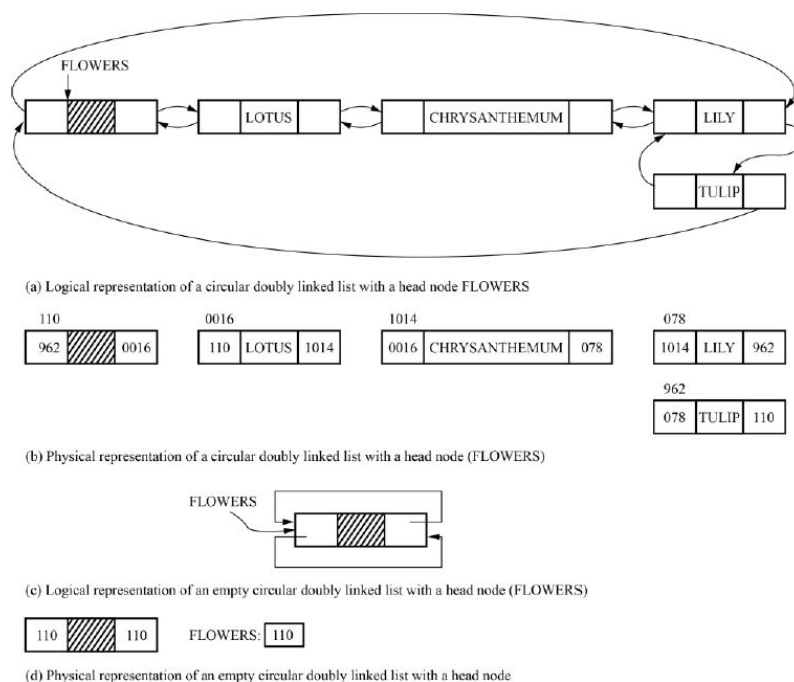 FLOWERS
LOTUS CHRYSANTHEMUM LILY
TULIP
(a) Logical representation of a circular doubly linked list with a head node FLOWERS
110 0016 1014 078
962 0016 110 LOTUS 1014 0016 CHRYSANTHEMUM 078 1014 LILY 962
962
078 TULIP 110
(b) Physical representation of a circular doubly linked list with a head node (FLOWERS)
FLOWERS
(c) Logical representation of an empty circular doubly linked list with a head node (FLOWERS)
110 110 FLOWERS: 110
(d) Physical representation of an empty circular doubly linked list with a head node